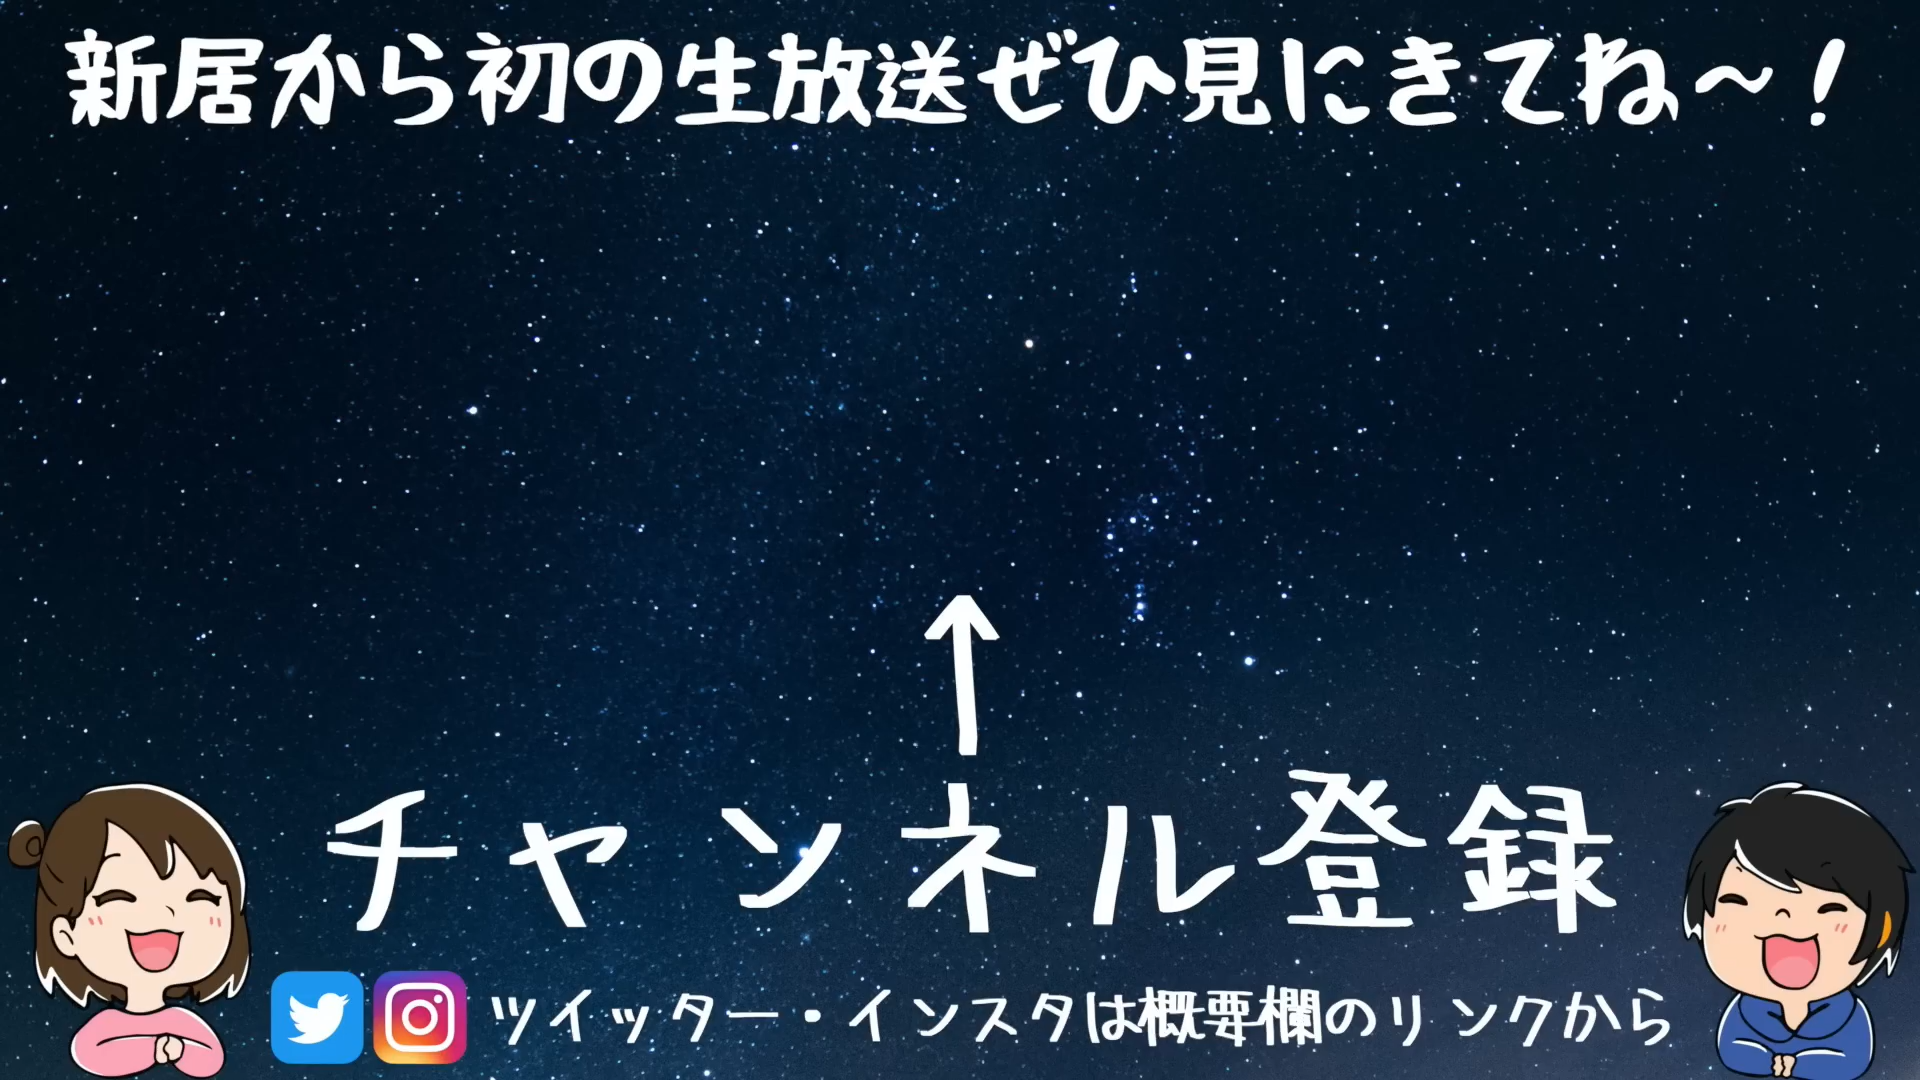 新居から初の生放送ぜひ見にきてね～！
チャンネル登録
ツイッター・インスタは概要欄のリンクから